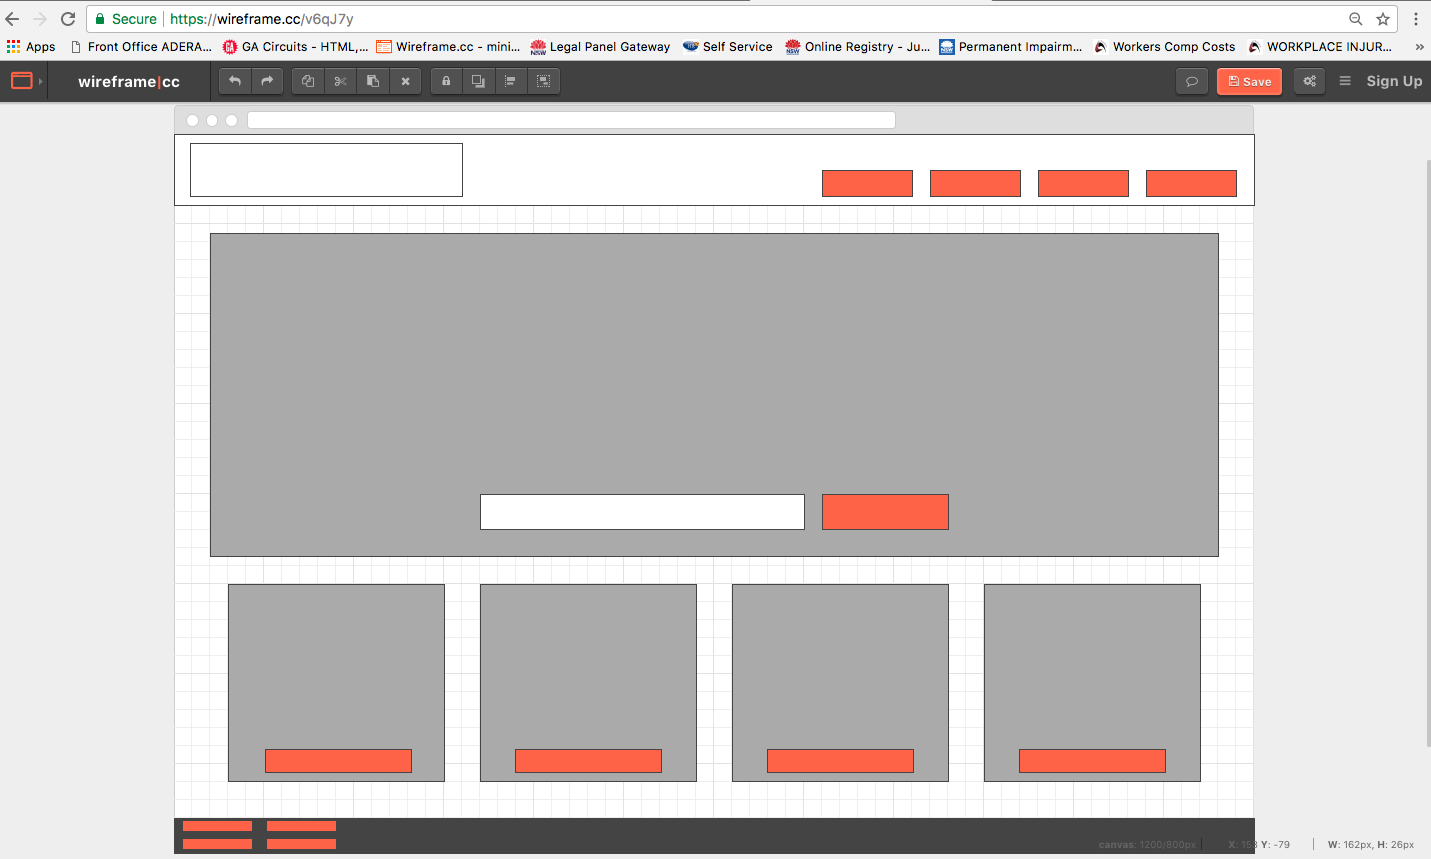 Secure https://wireframe.cc/v6qJ7y
Apps Front Office ADERA... GA Circuits - HTML,... Wireframe.cc - mini... Legal Panel Gateway Self Service Online Registry - Ju... Permanent Impairm... Workers Comp Costs WORKPLACE INJUR... »
wireframe|cc Save Sign Up
canvas: 1200/800px X: 153 Y: -79 W: 162px, H: 26px